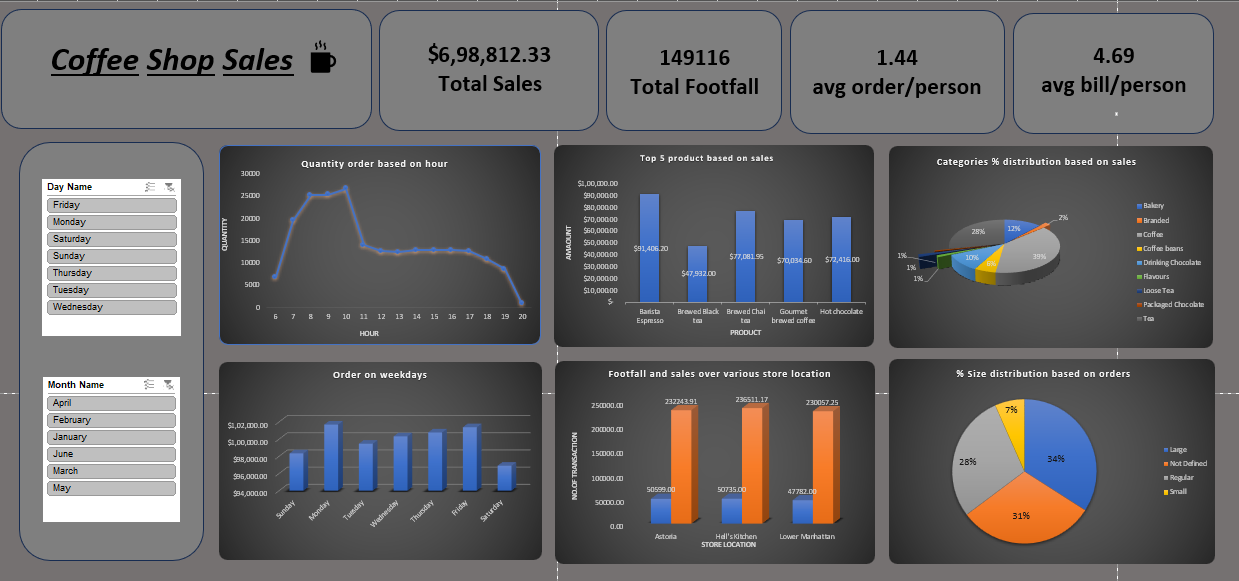 Coffee Shop Sales
$6,98,812.33
Total Sales
149116
Total Footfall
1.44
avg order/person
4.69
avg bill/person
Day Name
Friday
Monday
Saturday
Sunday
Thursday
Tuesday
Wednesday
Month Name
April
February
January
June
March
May
Quantity order based on hour
QUANTITY
30000
25000
20000
15000
10000
5000
0
6 7 8 9 10 11 12 13 14 15 16 17 18 19 20
HOUR
Top 5 product based on sales
AMAOUNT
$1,00,000.00
$90,000.00
$80,000.00
$70,000.00
$60,000.00
$50,000.00
$40,000.00
$30,000.00
$20,000.00
$10,000.00
$-
$91,406.20
$47,932.00
$77,081.95
$70,034.60
$72,416.00
Barista Espresso
Brewed Black tea
Brewed Chai tea
Gourmet brewed coffee
Hot chocolate
PRODUCT
Categories % distribution based on sales
12%
2%
39%
10%
1%
1%
1%
28%
Bakery
Branded
Coffee
Coffee beans
Drinking Chocolate
Flavours
Loose Tea
Packaged Chocolate
Tea
Order on weekdays
$1,02,000.00
$1,00,000.00
$98,000.00
$96,000.00
$94,000.00
Sunday
Monday
Tuesday
Wednesday
Thursday
Friday
Saturday
Footfall and sales over various store location
NO.OF TRANSACTION
250000.00
200000.00
150000.00
100000.00
50000.00
0.00
50599.00
232243.91
50735.00
236511.17
47782.00
230057.25
Astoria
Hell's Kitchen
Lower Manhattan
STORE LOCATION
% Size distribution based on orders
34%
31%
28%
7%
Large
Not Defined
Regular
Small